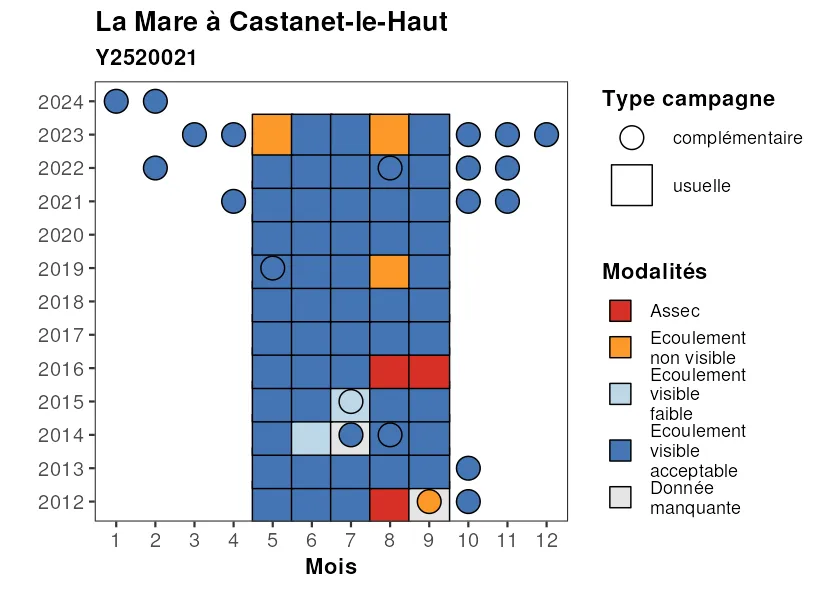 La Mare à Castanet-le-Haut
Y2520021
2024
2023
2022
2021
2020
2019
2018
2017
2016
2015
2014
2013
2012
1 2 3 4 5 6 7 8 9 10 11 12
Mois
Type campagne
complémentaire
usuelle
Modalités
Assec
Ecoulement
non visible
Ecoulement
visible
faible
Ecoulement
visible
acceptable
Donnée
manquante